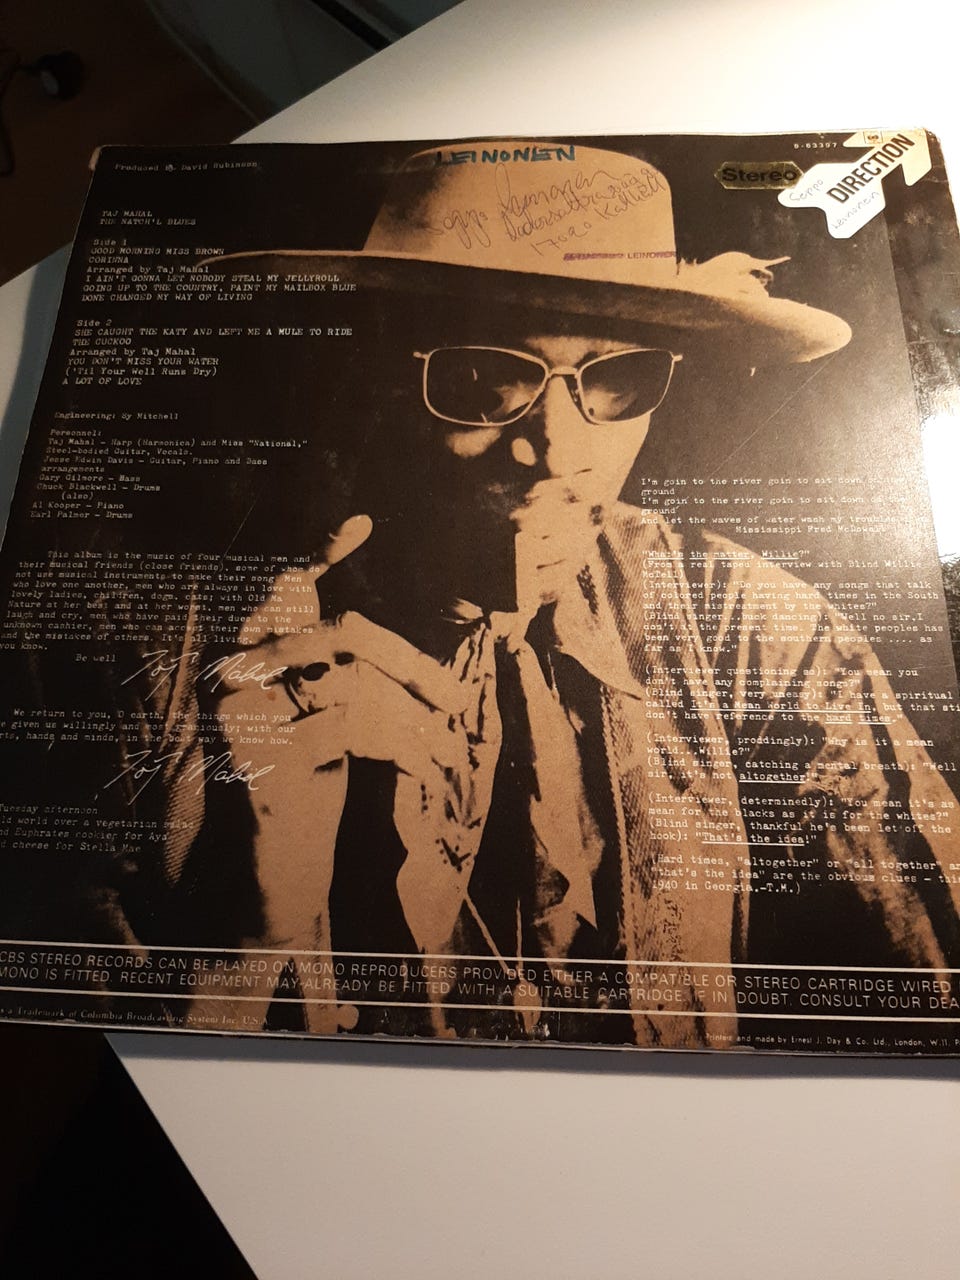 Produced By David Rubinson
LEINONEN
8-63397
Stereo
DIRECTION
Seppo
Leinonen
Seppo Leinonen
LEINONEN
TAJ MAHAL
THE NATCH'L BLUES
Side 1
GOOD MORNING MISS BROWN
CORINNA
Arranged by Taj Mahal
I AIN'T GONNA LET NOBODY STEAL MY JELLYROLL
GOING UP TO THE COUNTRY, PAINT MY MAILBOX BLUE
DONE CHANGED MY WAY OF LIVING
Side 2
SHE CAUGHT THE KATY AND LEFT ME A MULE TO RIDE
THE CUCKOO
Arranged by Taj Mahal
YOU DON'T MISS YOUR WATER
('Til Your Well Runs Dry)
A LOT OF LOVE
Engineering: Sy Mitchell
Personnel:
Taj Mahal - Harp (Harmonica) and Miss "National,"
Steel-bodied Guitar, Vocals.
Jesse Edwin Davis - Guitar, Piano and Bass
arrangements
Gary Gilmore - Bass
Chuck Blackwell - Drums
(also)
Al Kooper - Piano
Earl Palmer - Drums
This album is the music of four musical men and
their musical friends (close friends), some of whom do
not use musical instruments to make their song. Men
who love one another, men who are always in love with
lovely ladies, children, dogs, cats; with Old Ma
Nature at her best and at her worst, men who can still
laugh and cry, men who have paid their dues to the
unknown cashier, men who can accept their own mistakes
and the mistakes of others. It's all living,
you know.
Be well
Taj Mahal
We return to you, O earth, the things which you
given us willingly and most graciously; with our
hands and minds, in the best way we know how.
Taj Mahal
Tuesday afternoon
world over a vegetarian salad
Euphrates cookies for Aya
cheese for Stella Mae
I'm goin to the river goin to sit down on the
ground
I'm goin to the river goin to sit down on the
ground
And let the waves of water wash my troubles
Mississippi Fred McDowell
"What's the matter, Willie?"
(From a real taped interview with Blind Willie
McTell)
(Interviewer): "Do you have any songs that talk
of colored people having hard times in the South
and their mistreatment by the whites?"
(Blind singer...buck dancing): "Well no sir.I
don't,at the present time. The white peoples has
been very good to the southern peoples ..... as
far as I know."
(Interviewer questioning so): "You mean you
don't have any complaining songs?"
(Blind singer, very uneasy): "I have a spiritual
called It's a Mean World to Live In, but that
don't have reference to the hard times."
(Interviewer, proddingly): "Why is it a mean
world...Willie?"
(Blind singer, catching a mental breath): "Well
sir, it's not altogether!"
(Interviewer, determinedly): "You mean it's as
mean for the blacks as it is for the whites?"
(Blind singer, thankful he's been let off the
hook): "That's the idea!"
(Hard times, "altogether" or "all together"
"that's the idea" are the obvious clues -
1940 in Georgia.-T.M.)
CBS STEREO RECORDS CAN BE PLAYED ON MONO REPRODUCERS PROVIDED EITHER A COMPATIBLE OR STEREO CARTRIDGE WIRED
MONO IS FITTED. RECENT EQUIPMENT MAY ALREADY BE FITTED WITH A SUITABLE CARTRIDGE. IF IN DOUBT, CONSULT YOUR
a Trademark of Columbia Broadcasting System Inc. U.S.A.
Printed and made by Ernest J. Day & Co. Ltd., London, W.11.